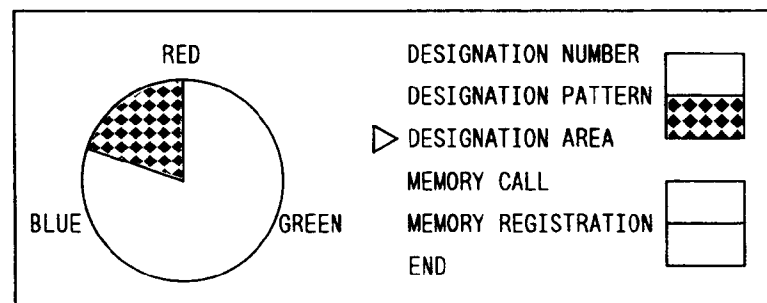 RED
BLUE
GREEN
DESIGNATION NUMBER
DESIGNATION PATTERN
DESIGNATION AREA
MEMORY CALL
MEMORY REGISTRATION
END